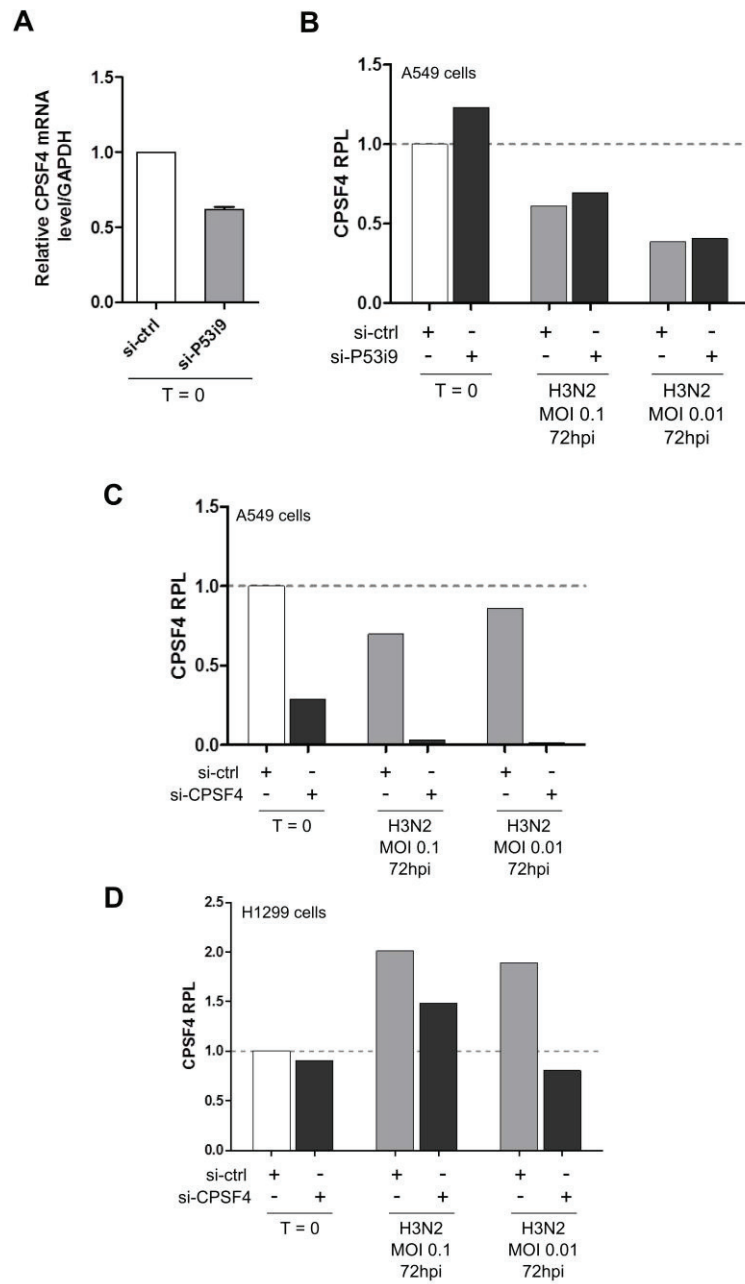 A
Relative CPSF4 mRNA
level/GAPDH
1.5
1.0
0.5
0.0
si-ctrl
si-P53i9
T = 0
B
A549 cells
CPSF4 RPL
1.5
1.0
0.5
0.0
si-ctrl + - + - + -
si-P53i9 - + - + - +
T = 0 H3N2 H3N2
MOI 0.1 MOI 0.01
72hpi 72hpi
C
A549 cells
CPSF4 RPL
1.5
1.0
0.5
0.0
si-ctrl + - + - + -
si-CPSF4 - + - + - +
T = 0 H3N2 H3N2
MOI 0.1 MOI 0.01
72hpi 72hpi
D
H1299 cells
CPSF4 RPL
2.5
2.0
1.5
1.0
0.5
0.0
si-ctrl + - + - + -
si-CPSF4 - + - + - +
T = 0 H3N2 H3N2
MOI 0.1 MOI 0.01
72hpi 72hpi